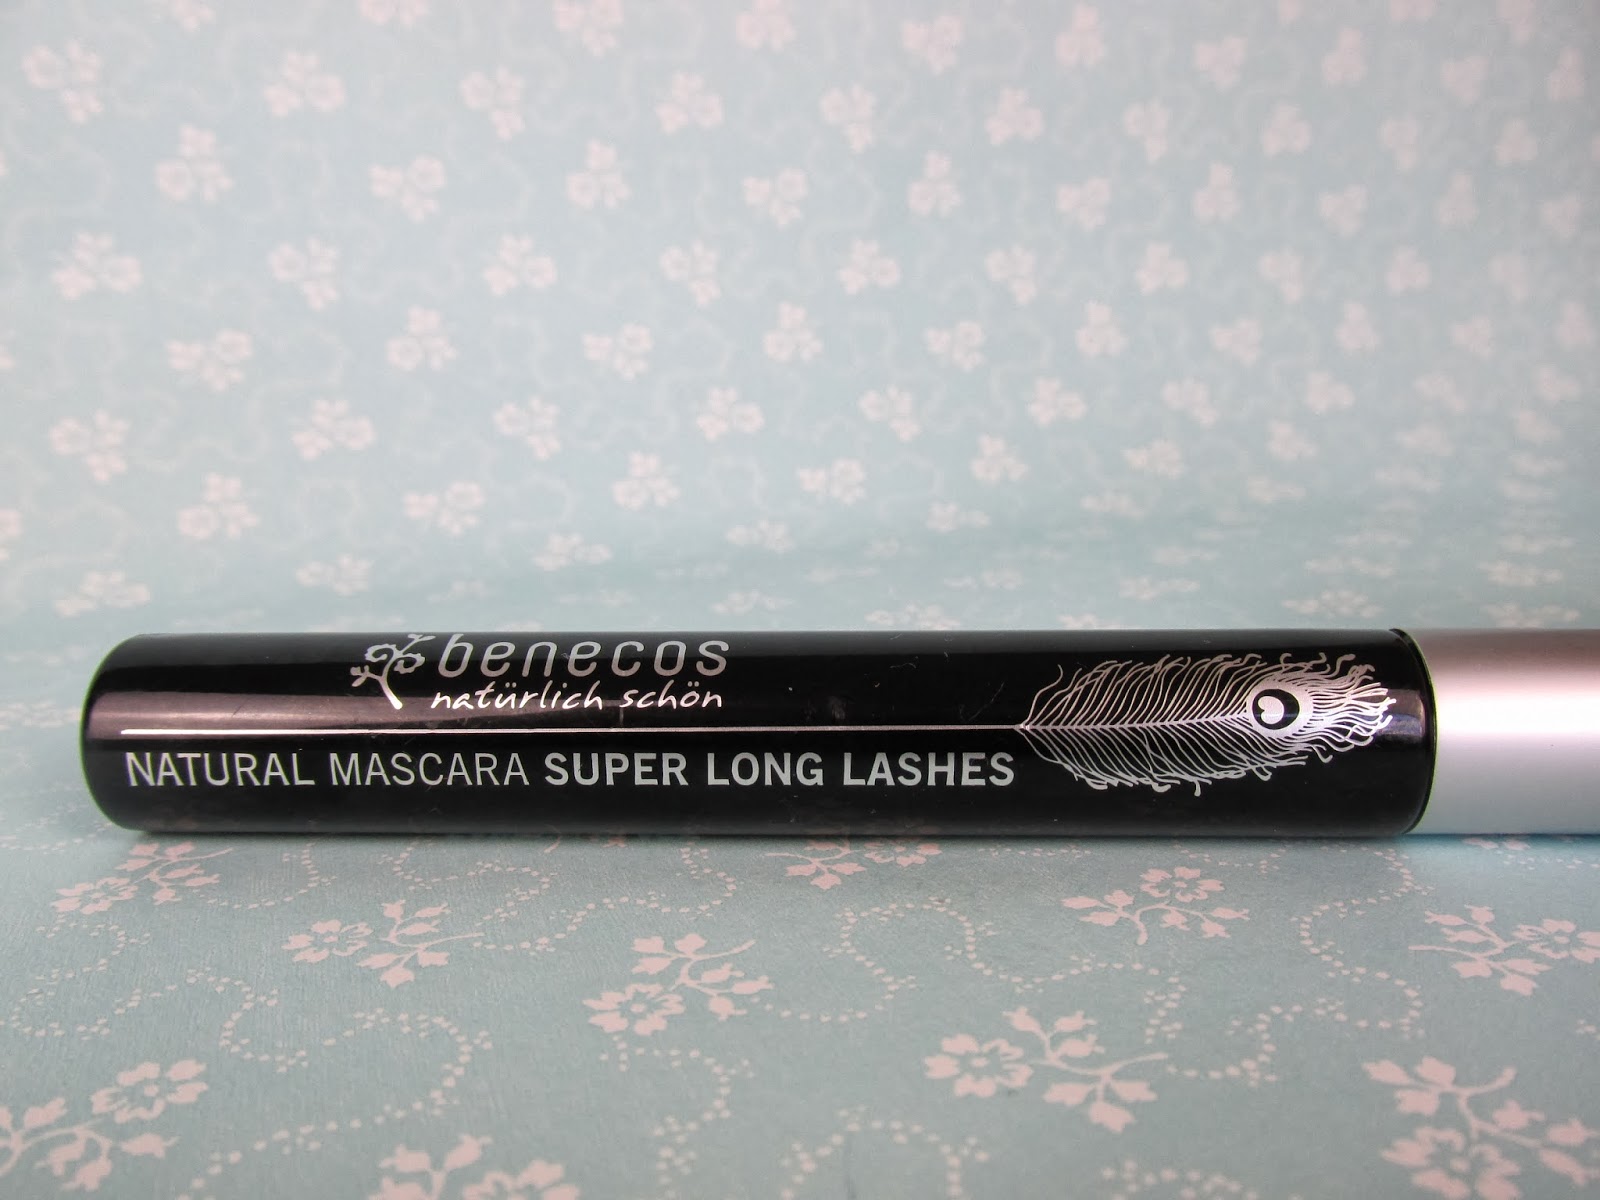 benecos
natürlich schön
NATURAL MASCARA SUPER LONG LASHES